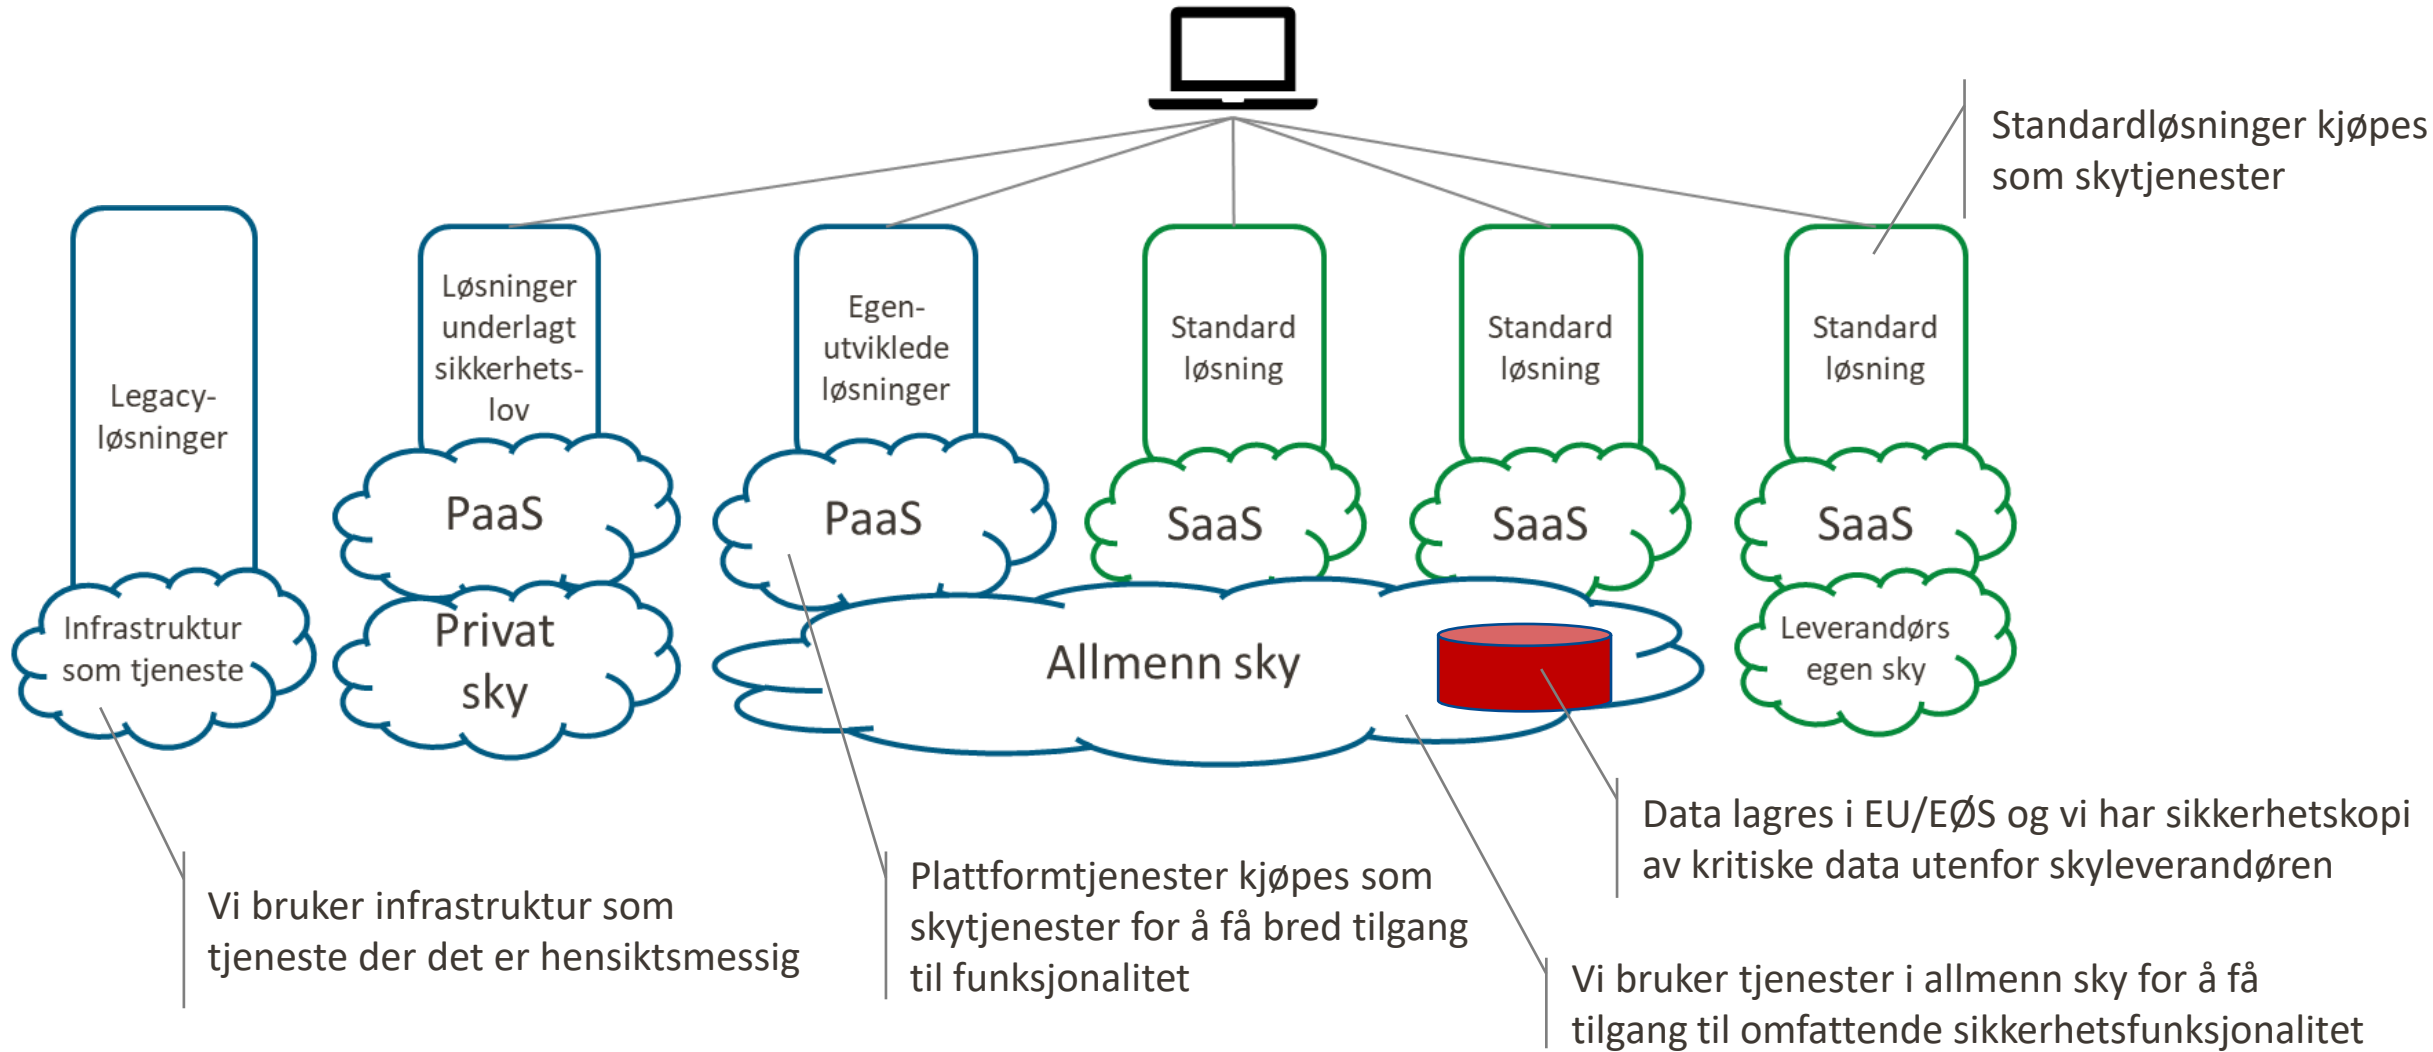 Standardløsninger kjøpes
som skytjenester
Legacy-
løsninger
Løsninger
underlagt
sikkerhets-
lov
Egen-
utviklede
løsninger
Standard
løsning
Standard
løsning
Standard
løsning
PaaS
PaaS
SaaS
SaaS
SaaS
Infrastruktur
som tjeneste
Privat
sky
Allmenn sky
Leverandørs
egen sky
Vi bruker infrastruktur som
tjeneste der det er hensiktsmessig
Plattformtjenester kjøpes som
skytjenester for å få bred tilgang
til funksjonalitet
Data lagres i EU/EØS og vi har sikkerhetskopi
av kritiske data utenfor skyleverandøren
Vi bruker tjenester i allmenn sky for å få
tilgang til omfattende sikkerhetsfunksjonalitet